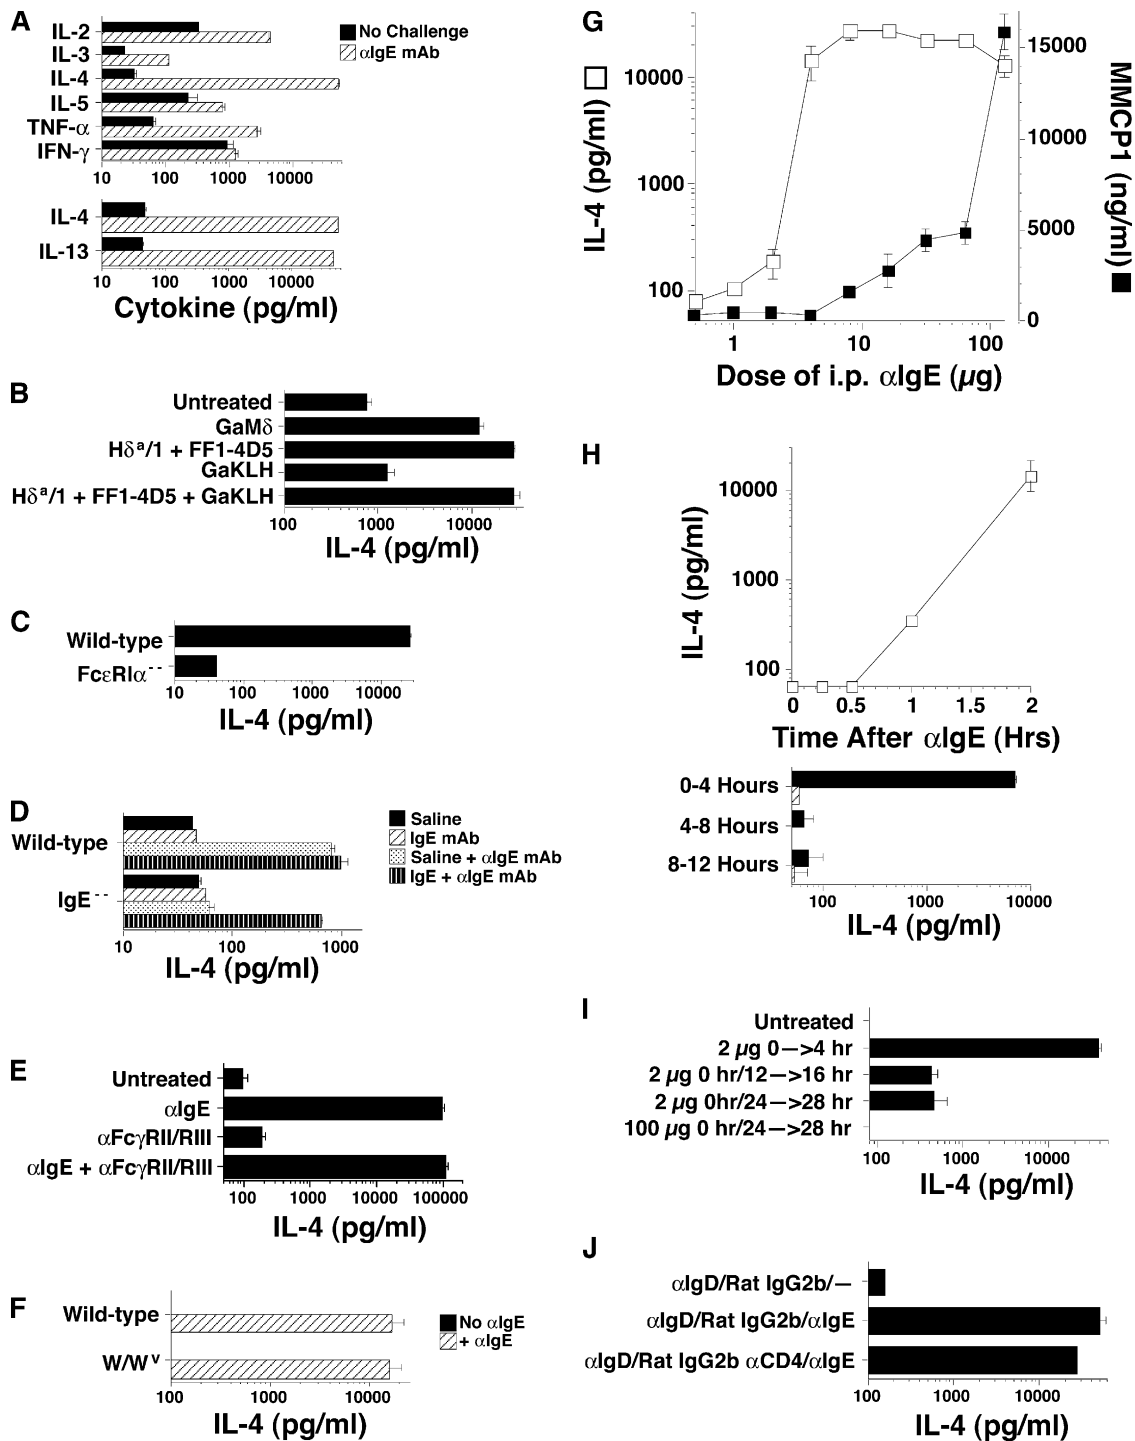 A
No Challenge
αIgE mAb
IL-2
IL-3
IL-4
IL-5
TNF-α
IFN-γ
10 100 1000 10000
IL-4
IL-13
10 100 1000 10000
Cytokine (pg/ml)
B
Untreated
GaMδ
Hδᵃ/1 + FF1-4D5
GaKLH
Hδᵃ/1 + FF1-4D5 + GaKLH
100 1000 10000
IL-4 (pg/ml)
C
Wild-type
FcεRIα⁻⁻
10 100 1000 10000
IL-4 (pg/ml)
D
Saline
IgE mAb
Saline + αIgE mAb
IgE + αIgE mAb
Wild-type
IgE⁻⁻
10 100 1000
IL-4 (pg/ml)
E
Untreated
αIgE
αFcγRII/RIII
αIgE + αFcγRII/RIII
100 1000 10000 100000
IL-4 (pg/ml)
F
No αIgE
+ αIgE
Wild-type
W/Wᵛ
100 1000 10000
IL-4 (pg/ml)
G
IL-4 (pg/ml)
10000
1000
100
MMCP1 (ng/ml)
15000
10000
5000
0
1 10 100
Dose of i.p. αIgE (µg)
H
IL-4 (pg/ml)
10000
1000
100
0 0.5 1 1.5 2
Time After αIgE (Hrs)
0-4 Hours
4-8 Hours
8-12 Hours
100 1000 10000
IL-4 (pg/ml)
I
Untreated
2 µg 0—>4 hr
2 µg 0 hr/12—>16 hr
2 µg 0hr/24—>28 hr
100 µg 0 hr/24—>28 hr
100 1000 10000
IL-4 (pg/ml)
J
αIgD/Rat IgG2b/—
αIgD/Rat IgG2b/αIgE
αIgD/Rat IgG2b αCD4/αIgE
100 1000 10000
IL-4 (pg/ml)